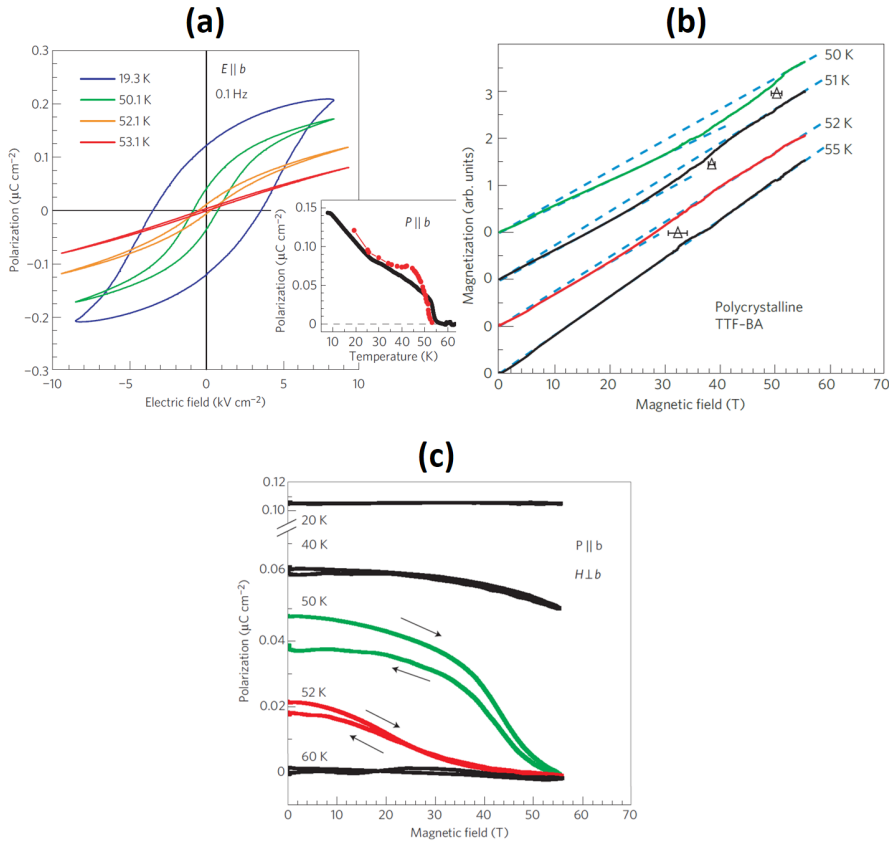 (a)
0.3
0.2
0.1
0
-0.1
-0.2
-0.3
Polarization (μC cm⁻²)
19.3 K
50.1 K
52.1 K
53.1 K
E || b
0.1 Hz
-10
-5
0
5
10
Electric field (kV cm⁻²)
P || b
0.15
0.10
0.05
0
Polarization (μC cm⁻²)
10 20 30 40 50 60
Temperature (K)
(b)
50 K
51 K
52 K
55 K
3
2
1
0
0
0
0
Magnetization (arb. units)
Polycrystalline
TTF–BA
0 10 20 30 40 50 60 70
Magnetic field (T)
(c)
0.12
0.10
0.06
0.04
0.02
0
Polarization (μC cm⁻²)
20 K
40 K
50 K
52 K
60 K
P || b
H⊥b
0 10 20 30 40 50 60 70
Magnetic field (T)